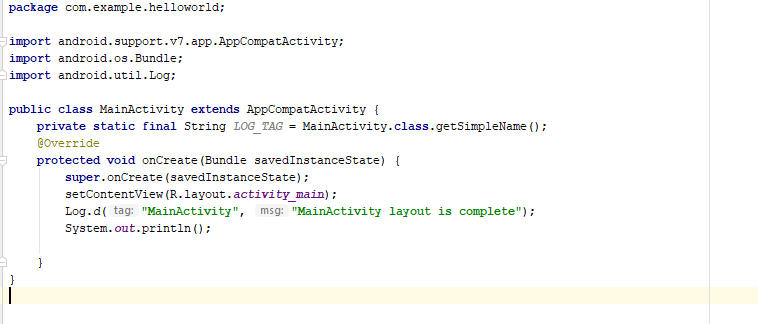 package com.example.helloworld;
import android.support.v7.app.AppCompatActivity;
import android.os.Bundle;
import android.util.Log;
public class MainActivity extends AppCompatActivity {
    private static final String LOG_TAG = MainActivity.class.getSimpleName();
    @Override
    protected void onCreate(Bundle savedInstanceState) {
        super.onCreate(savedInstanceState);
        setContentView(R.layout.activity_main);
        Log.d( tag: "MainActivity", msg: "MainActivity layout is complete");
        System.out.println();
    }
}